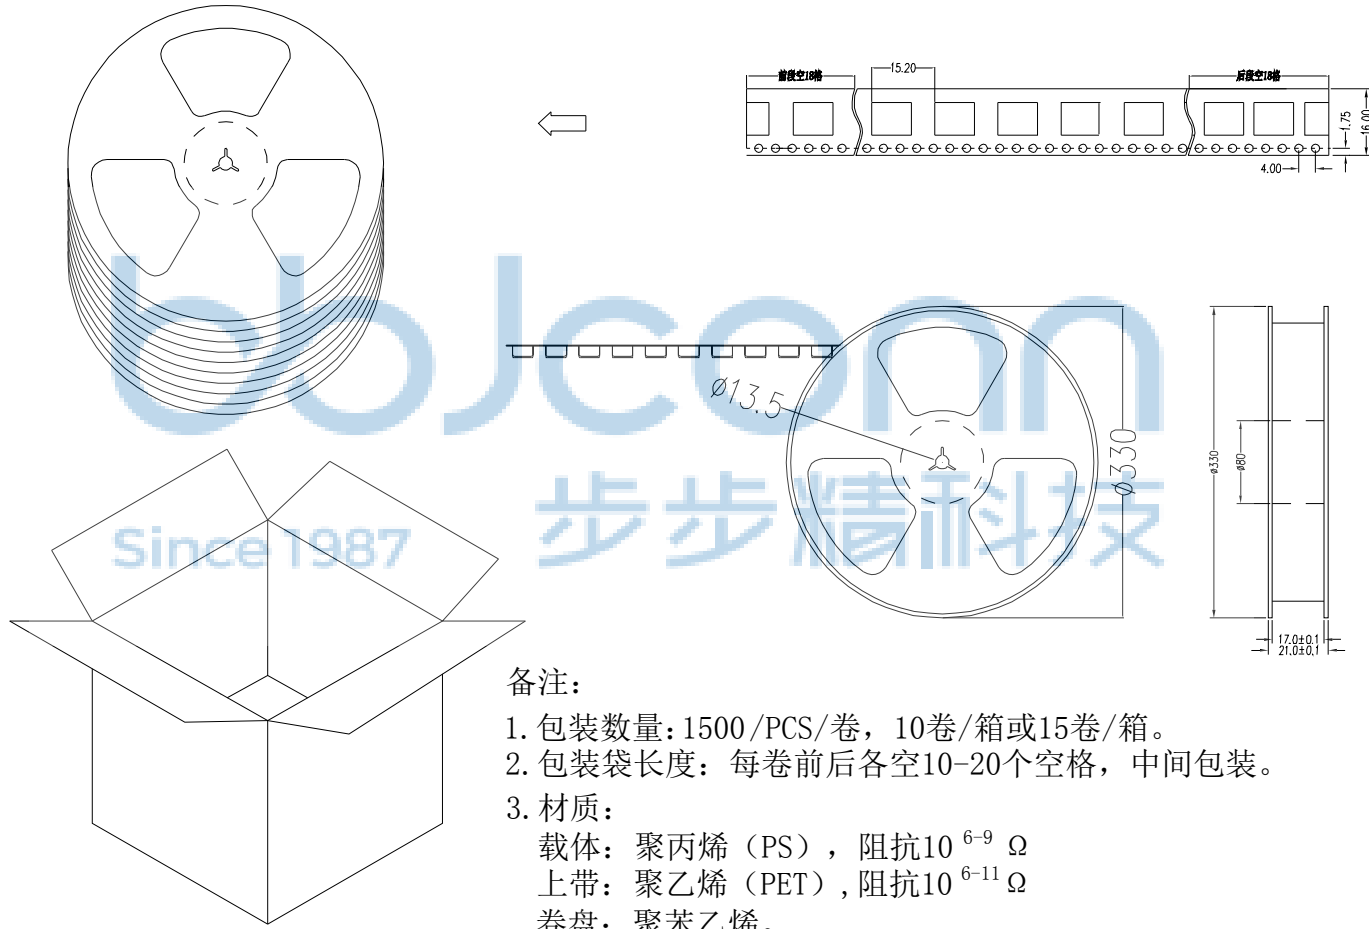 前段空18格
15.20
后段空18格
1.75
16.00
4.00
bbjconn
步步精科技
Since 1987
Ø13.5
Ø330
Ø330
Ø80
17.0±0.1
21.0±0.1
备注：
1.包装数量:1500/PCS/卷，10卷/箱或15卷/箱。
2.包装袋长度：每卷前后各空10-20个空格，中间包装。
3.材质：
载体：聚丙烯（PS），阻抗10 6-9 Ω
上带：聚乙烯（PET）,阻抗10 6-11 Ω
卷盘：聚苯乙烯。